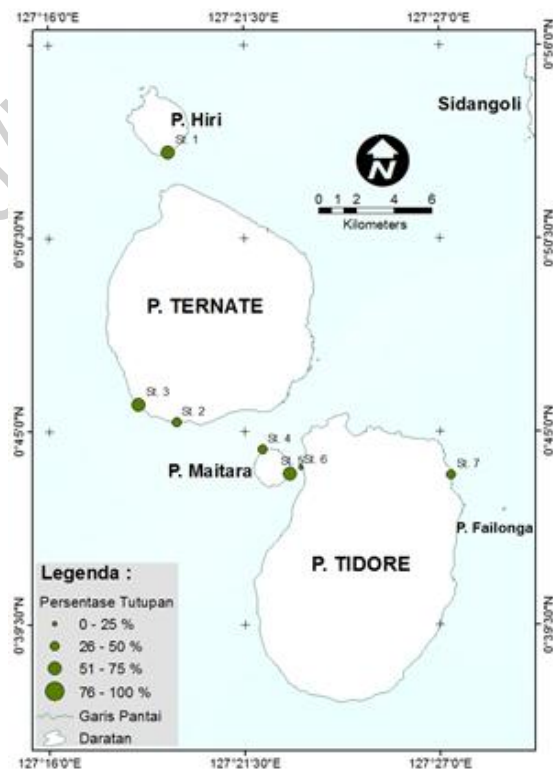 127°16'0"E 127°21'30"E 127°27'0"E
0°56'0"N
Sidangoli
P. Hiri
St. 1
N
0 1 2 4 6
Kilometers
0°50'30"N 0°50'30"N
P. TERNATE
St. 3
St. 2
0°45'0"N 0°45'0"N
St. 4
St. 5
St. 6
St. 7
P. Maitara
P. Failonga
P. TIDORE
Legenda :
Persentase Tutupan
0 - 25 %
26 - 50 %
51 - 75 %
76 - 100 %
Garis Pantai
Daratan
0°39'30"N 0°39'30"N
127°16'0"E 127°21'30"E 127°27'0"E